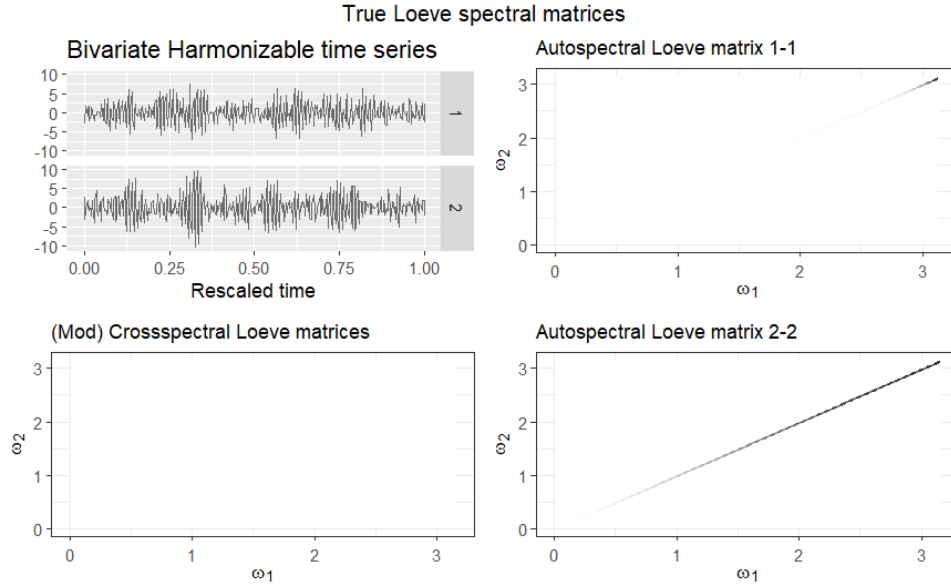 True Loeve spectral matrices
Bivariate Harmonizable time series
10
5
0
-5
-10
1
10
5
0
-5
-10
2
0.00 0.25 0.50 0.75 1.00
Rescaled time
Autospectral Loeve matrix 1-1
3
2
1
0
ω2
0 1 2 3
ω1
(Mod) Crossspectral Loeve matrices
3
2
1
0
ω2
0 1 2 3
ω1
Autospectral Loeve matrix 2-2
3
2
1
0
ω2
0 1 2 3
ω1